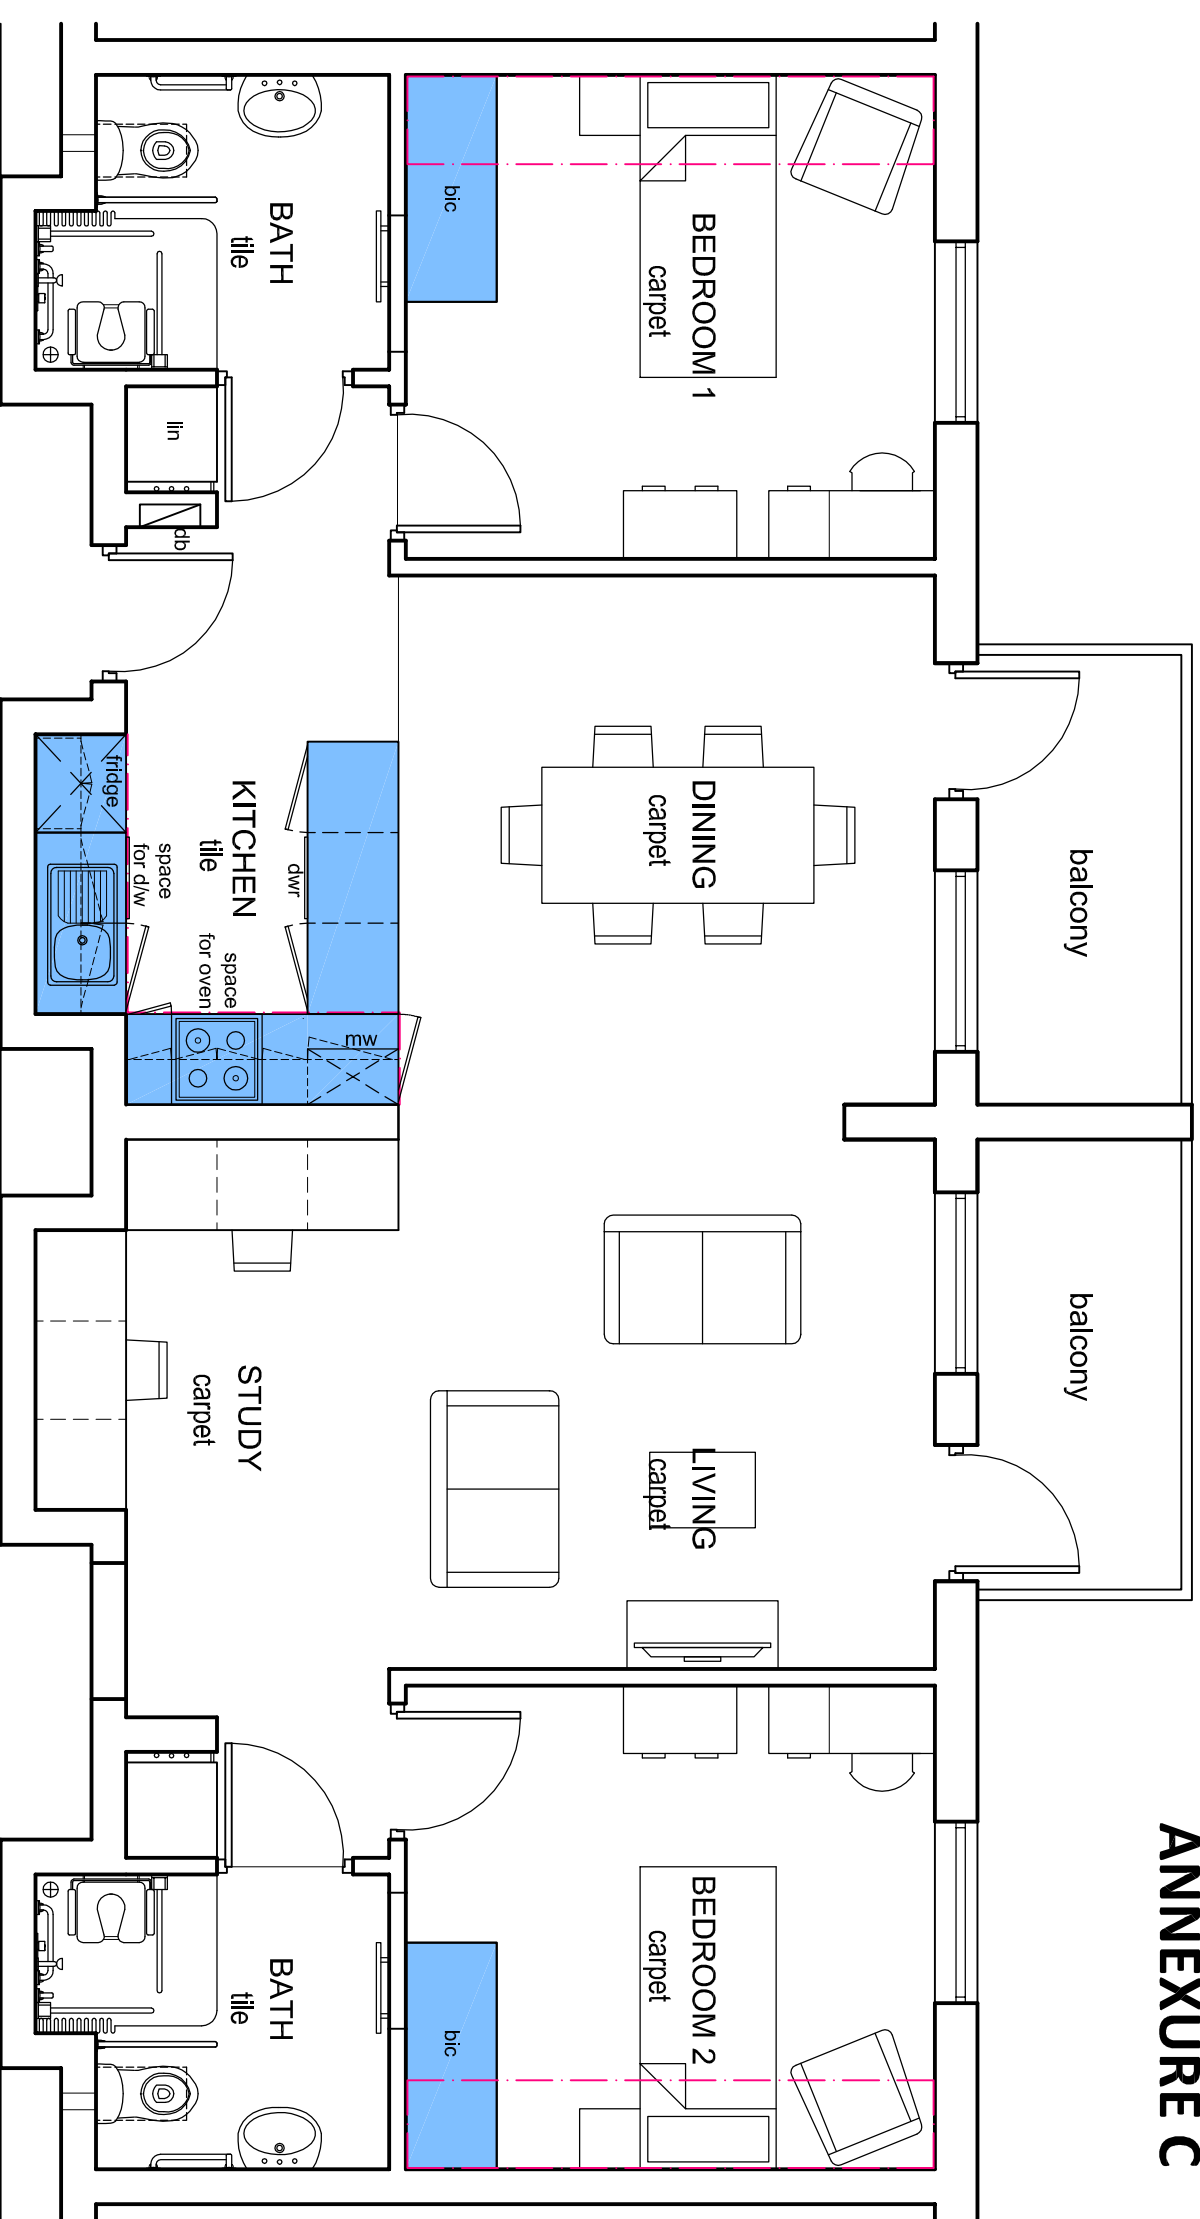 ANNEXURE C
balcony
balcony
BEDROOM 1
carpet
DINING
carpet
LIVING
carpet
BEDROOM 2
carpet
bic
bic
mw
dwr
BATH
tile
KITCHEN
tile
space
for oven
space
for d/w
fridge
STUDY
carpet
BATH
tile
lin
db